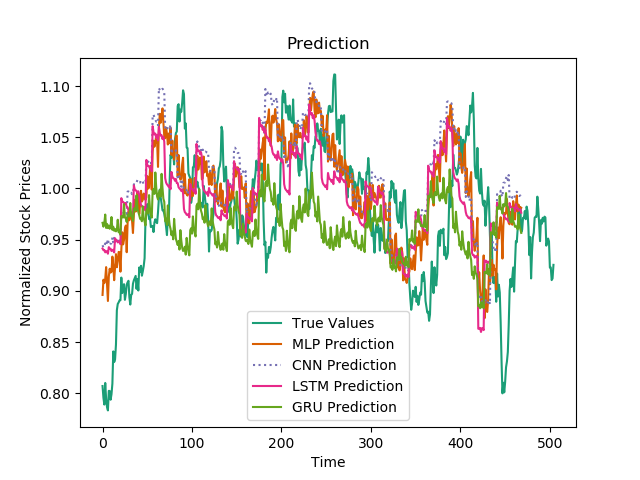 Prediction
Normalized Stock Prices
1.10
1.05
1.00
0.95
0.90
0.85
0.80
True Values
MLP Prediction
CNN Prediction
LSTM Prediction
GRU Prediction
0 100 200 300 400 500
Time